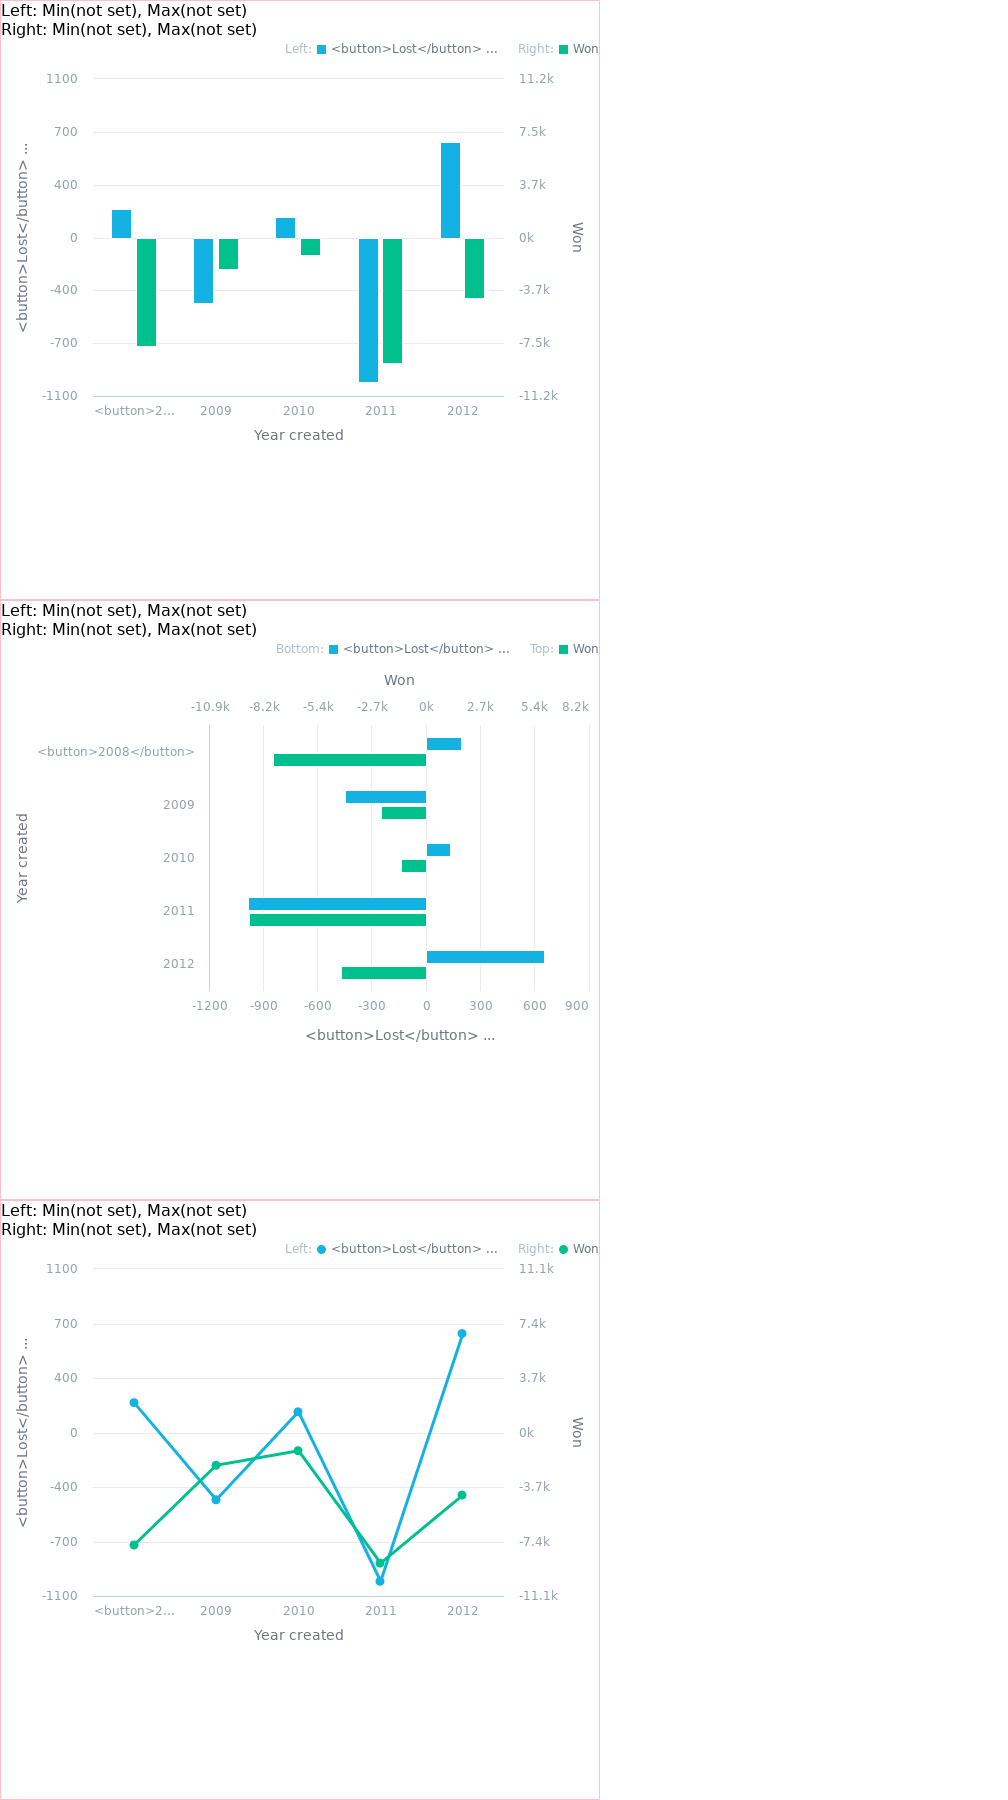 Left: Min(not set), Max(not set)
Right: Min(not set), Max(not set)
Left: <button>Lost</button> ... Right: Won
1100 11.2k
700 7.5k
400 3.7k
0 0k
-400 -3.7k
-700 -7.5k
-1100 -11.2k
<button>Lost</button> ...
Won
<button>2... 2009 2010 2011 2012
Year created
Left: Min(not set), Max(not set)
Right: Min(not set), Max(not set)
Bottom: <button>Lost</button> ... Top: Won
Won
-10.9k -8.2k -5.4k -2.7k 0k 2.7k 5.4k 8.2k
<button>2008</button>
2009
2010
2011
2012
Year created
-1200 -900 -600 -300 0 300 600 900
<button>Lost</button> ...
Left: Min(not set), Max(not set)
Right: Min(not set), Max(not set)
Left: <button>Lost</button> ... Right: Won
1100 11.1k
700 7.4k
400 3.7k
0 0k
-400 -3.7k
-700 -7.4k
-1100 -11.1k
<button>Lost</button> ...
Won
<button>2... 2009 2010 2011 2012
Year created